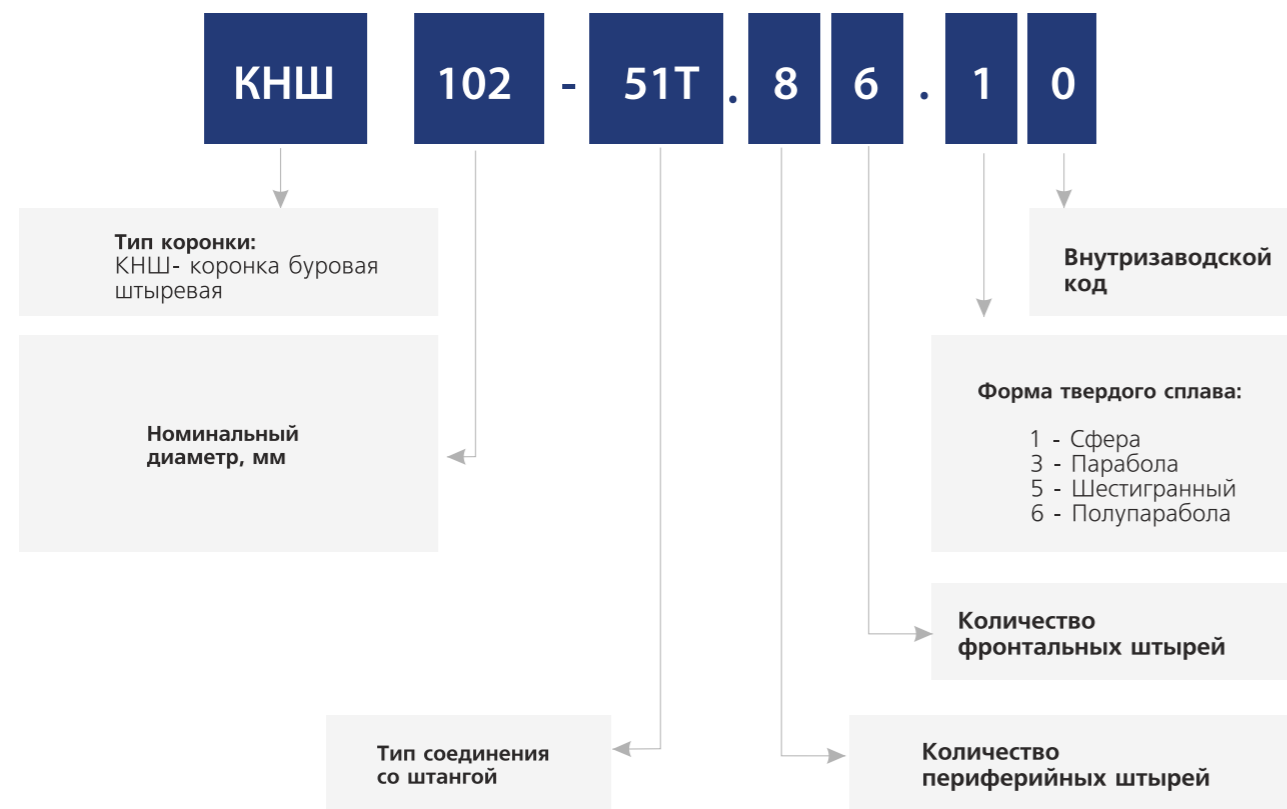 КНШ 102 - 51Т . 8 6 . 1 0
Тип коронки:
КНШ- коронка буровая
штыревая
Внутризаводской
код
Номинальный
диаметр, мм
Форма твердого сплава:
1 - Сфера
3 - Парабола
5 - Шестигранный
6 - Полупарабола
Количество
фронтальных штырей
Тип соединения
со штангой
Количество
периферийных штырей